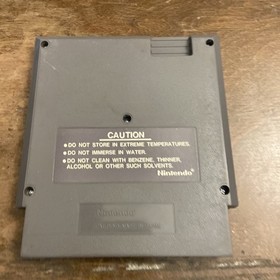 CAUTION
● DO NOT STORE IN EXTREME TEMPERATURES.
● DO NOT IMMERSE IN WATER.
● DO NOT CLEAN WITH BENZENE, THINNER,
ALCOHOL OR OTHER SUCH SOLVENTS.
Nintendo®
Nintendo